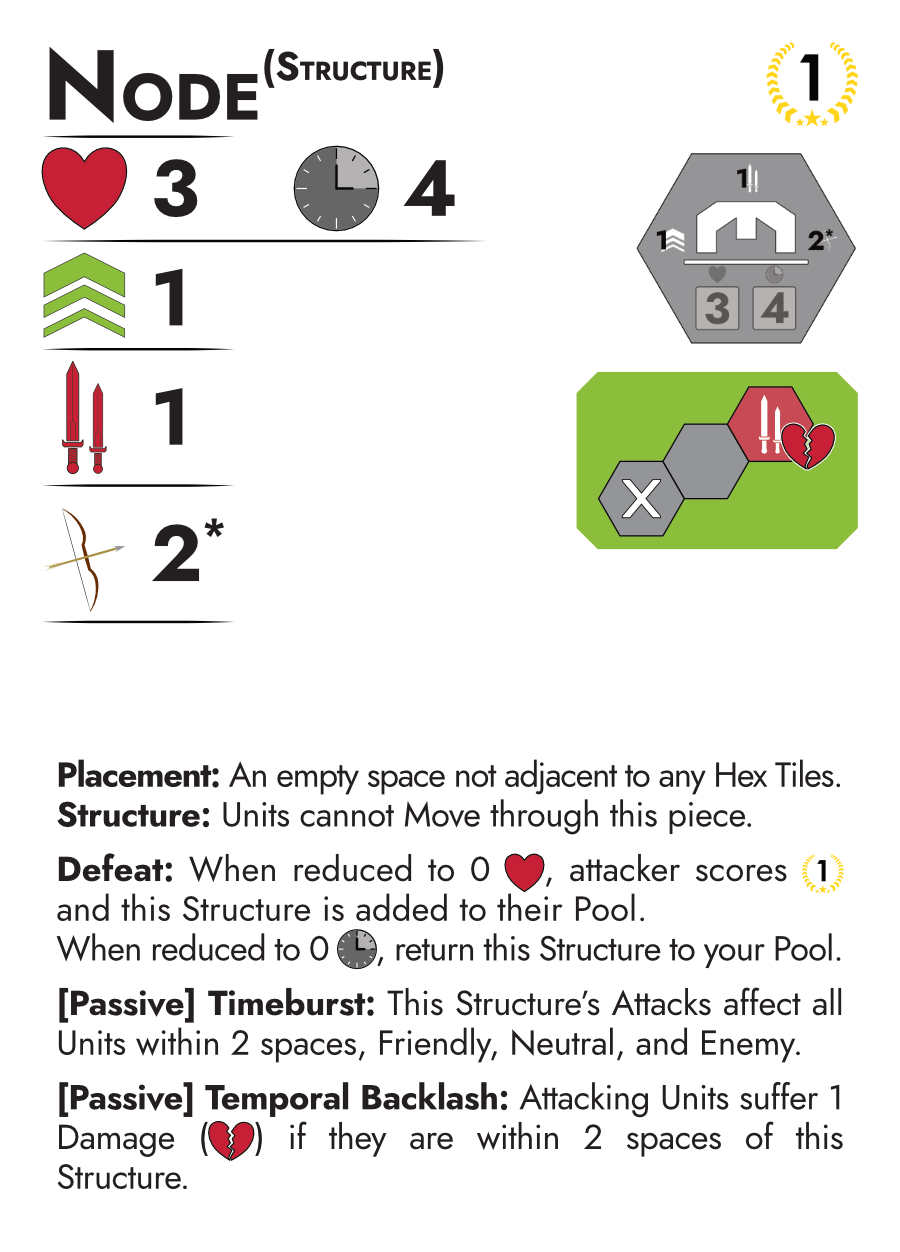 Node (Structure)
1
3 4
1
1
2*
1
1 2*
3 4
X
Placement: An empty space not adjacent to any Hex Tiles.
Structure: Units cannot Move through this piece.
Defeat: When reduced to 0 , attacker scores 1
and this Structure is added to their Pool.
When reduced to 0 , return this Structure to your Pool.
[Passive] Timeburst: This Structure’s Attacks affect all
Units within 2 spaces, Friendly, Neutral, and Enemy.
[Passive] Temporal Backlash: Attacking Units suffer 1
Damage ( ) if they are within 2 spaces of this
Structure.